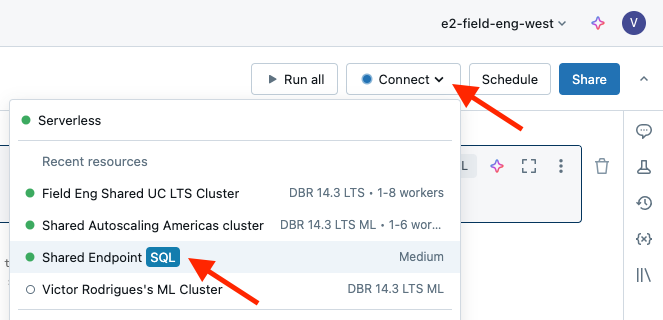 e2-field-eng-west
V
Run all
Connect
Schedule
Share
Serverless
Recent resources
Field Eng Shared UC LTS Cluster DBR 14.3 LTS • 1-8 workers
Shared Autoscaling Americas cluster DBR 14.3 LTS ML • 1-6 wor...
Shared Endpoint SQL Medium
Victor Rodrigues's ML Cluster DBR 14.3 LTS ML